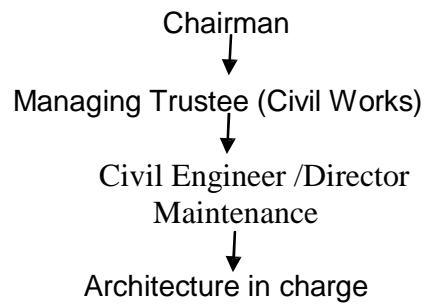 Chairman
Managing Trustee (Civil Works)
Civil Engineer /Director
Maintenance
Architecture in charge